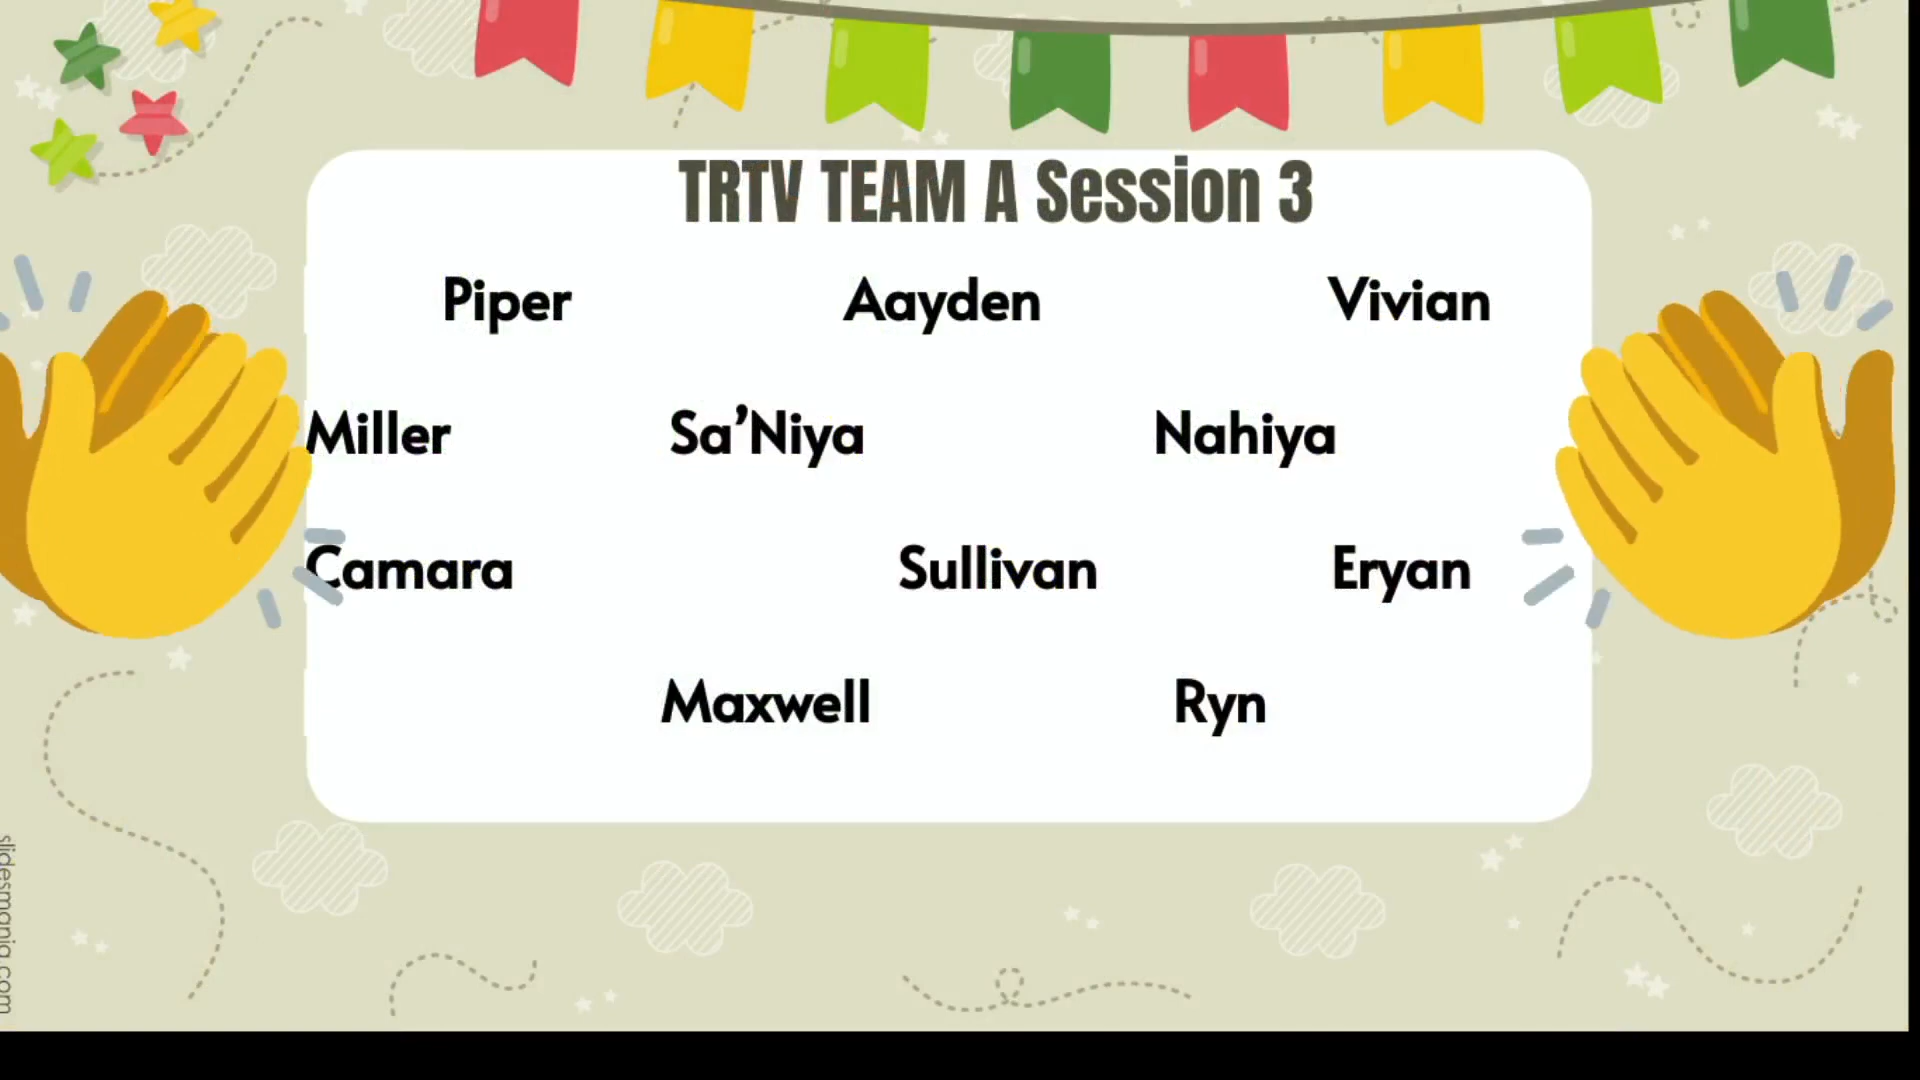 TRTV TEAM A Session 3
Piper Aayden Vivian
Miller Sa’Niya Nahiya
Camara Sullivan Eryan
Maxwell Ryn
slidesmania.com